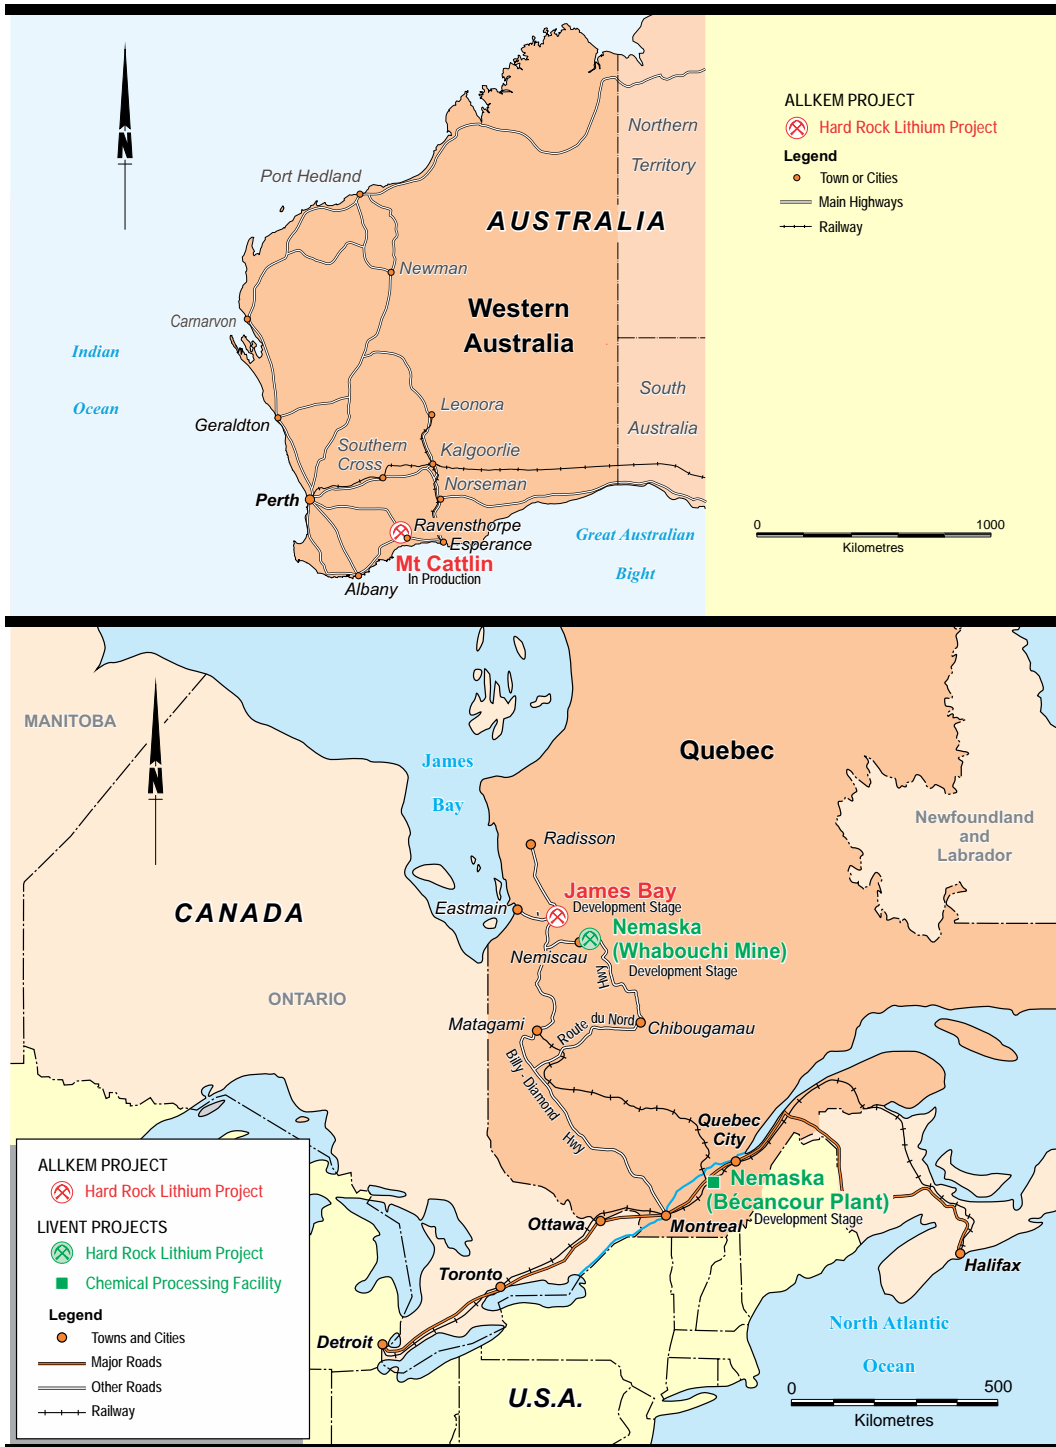 N
Port Hedland
Northern
Territory
AUSTRALIA
Newman
Western
Australia
Carnarvon
Indian
Ocean
South
Australia
Leonora
Geraldton
Southern
Cross
Kalgoorlie
Norseman
Perth
Ravensthorpe
Esperance
Mt Cattlin
In Production
Albany
Great Australian
Bight
ALLKEM PROJECT
Hard Rock Lithium Project
Legend
Town or Cities
Main Highways
Railway
0 1000
Kilometres
MANITOBA
N
James
Bay
Quebec
Newfoundland
and
Labrador
Radisson
CANADA
James Bay
Development Stage
Eastmain
Nemaska
(Whabouchi Mine)
Development Stage
Nemiscau
Hwy
ONTARIO
Matagami
Route du Nord
Chibougamau
Billy-Diamond Hwy
Quebec
City
Nemaska
(Bécancour Plant)
Development Stage
Ottawa
Montreal
Toronto
Halifax
Detroit
North Atlantic
Ocean
U.S.A.
0 500
Kilometres
ALLKEM PROJECT
Hard Rock Lithium Project
LIVENT PROJECTS
Hard Rock Lithium Project
Chemical Processing Facility
Legend
Towns and Cities
Major Roads
Other Roads
Railway